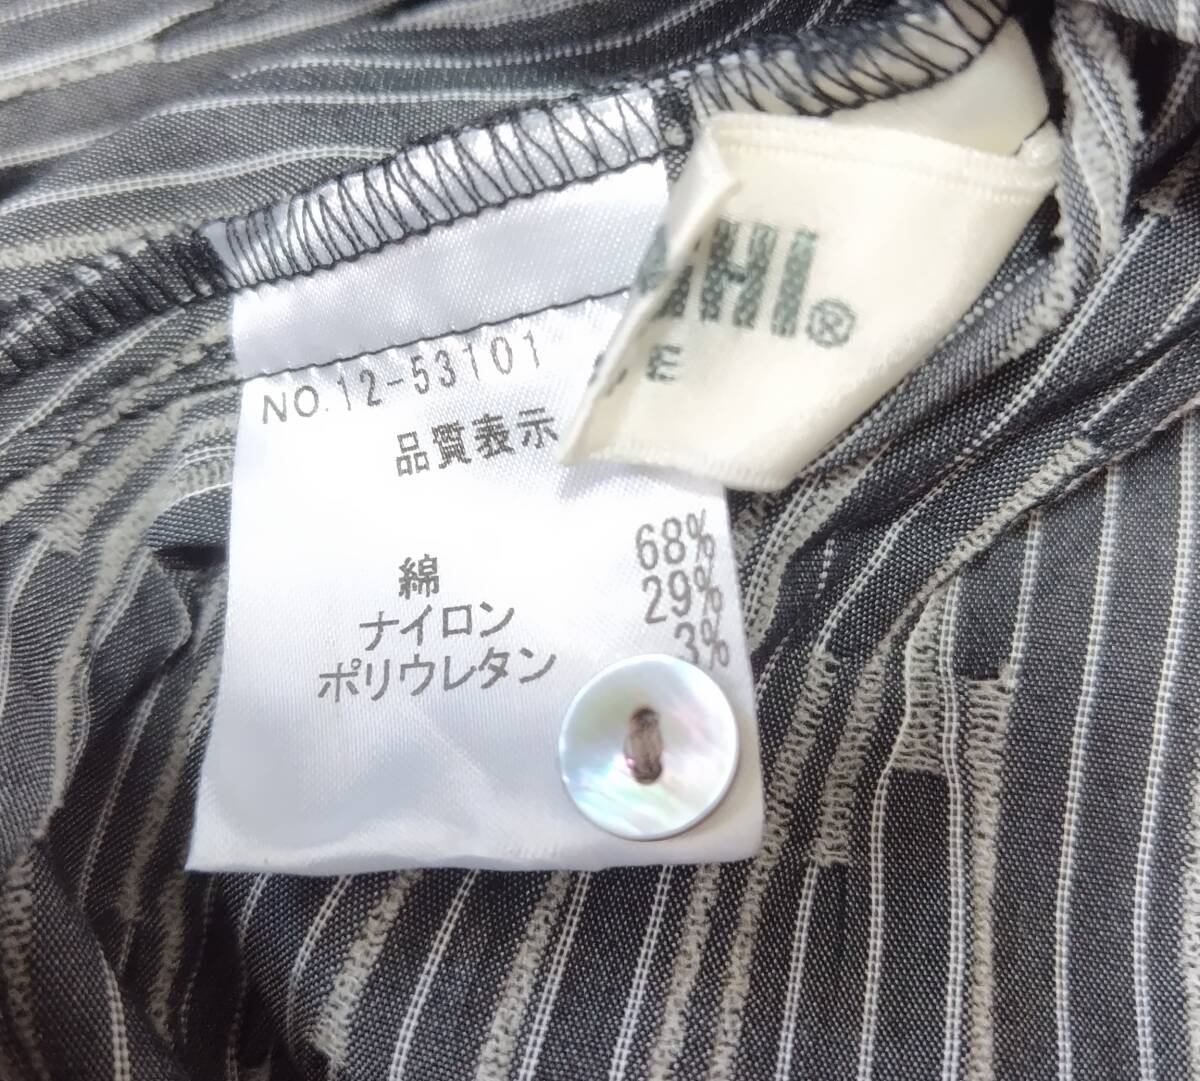 NO.12-53101
品質表示
綿 68%
ナイロン 29%
ポリウレタン 3%
HI®
E